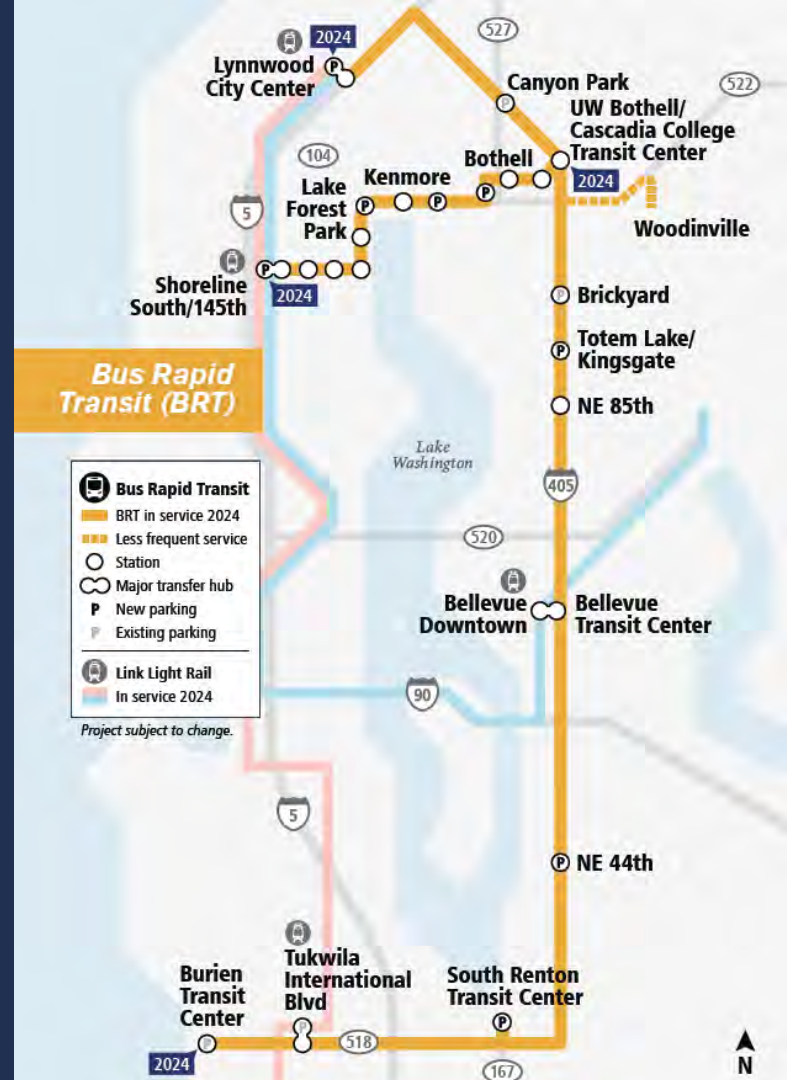 2024
527
Lynnwood
City Center
P
Canyon Park
P
522
UW Bothell/
Cascadia College
Transit Center
2024
104
Bothell
Kenmore
P
P
P
Lake
Forest
Park
Woodinville
5
Shoreline
South/145th
P
2024
P
Brickyard
P
Totem Lake/
Kingsgate
Bus Rapid
Transit (BRT)
NE 85th
Lake
Washington
405
Bus Rapid Transit
BRT in service 2024
Less frequent service
Station
Major transfer hub
P
New parking
P
Existing parking
Link Light Rail
In service 2024
Project subject to change.
520
Bellevue
Downtown
Bellevue
Transit Center
90
5
P
NE 44th
Burien
Transit
Center
P
2024
Tukwila
International
Blvd
P
518
South Renton
Transit Center
P
167
N